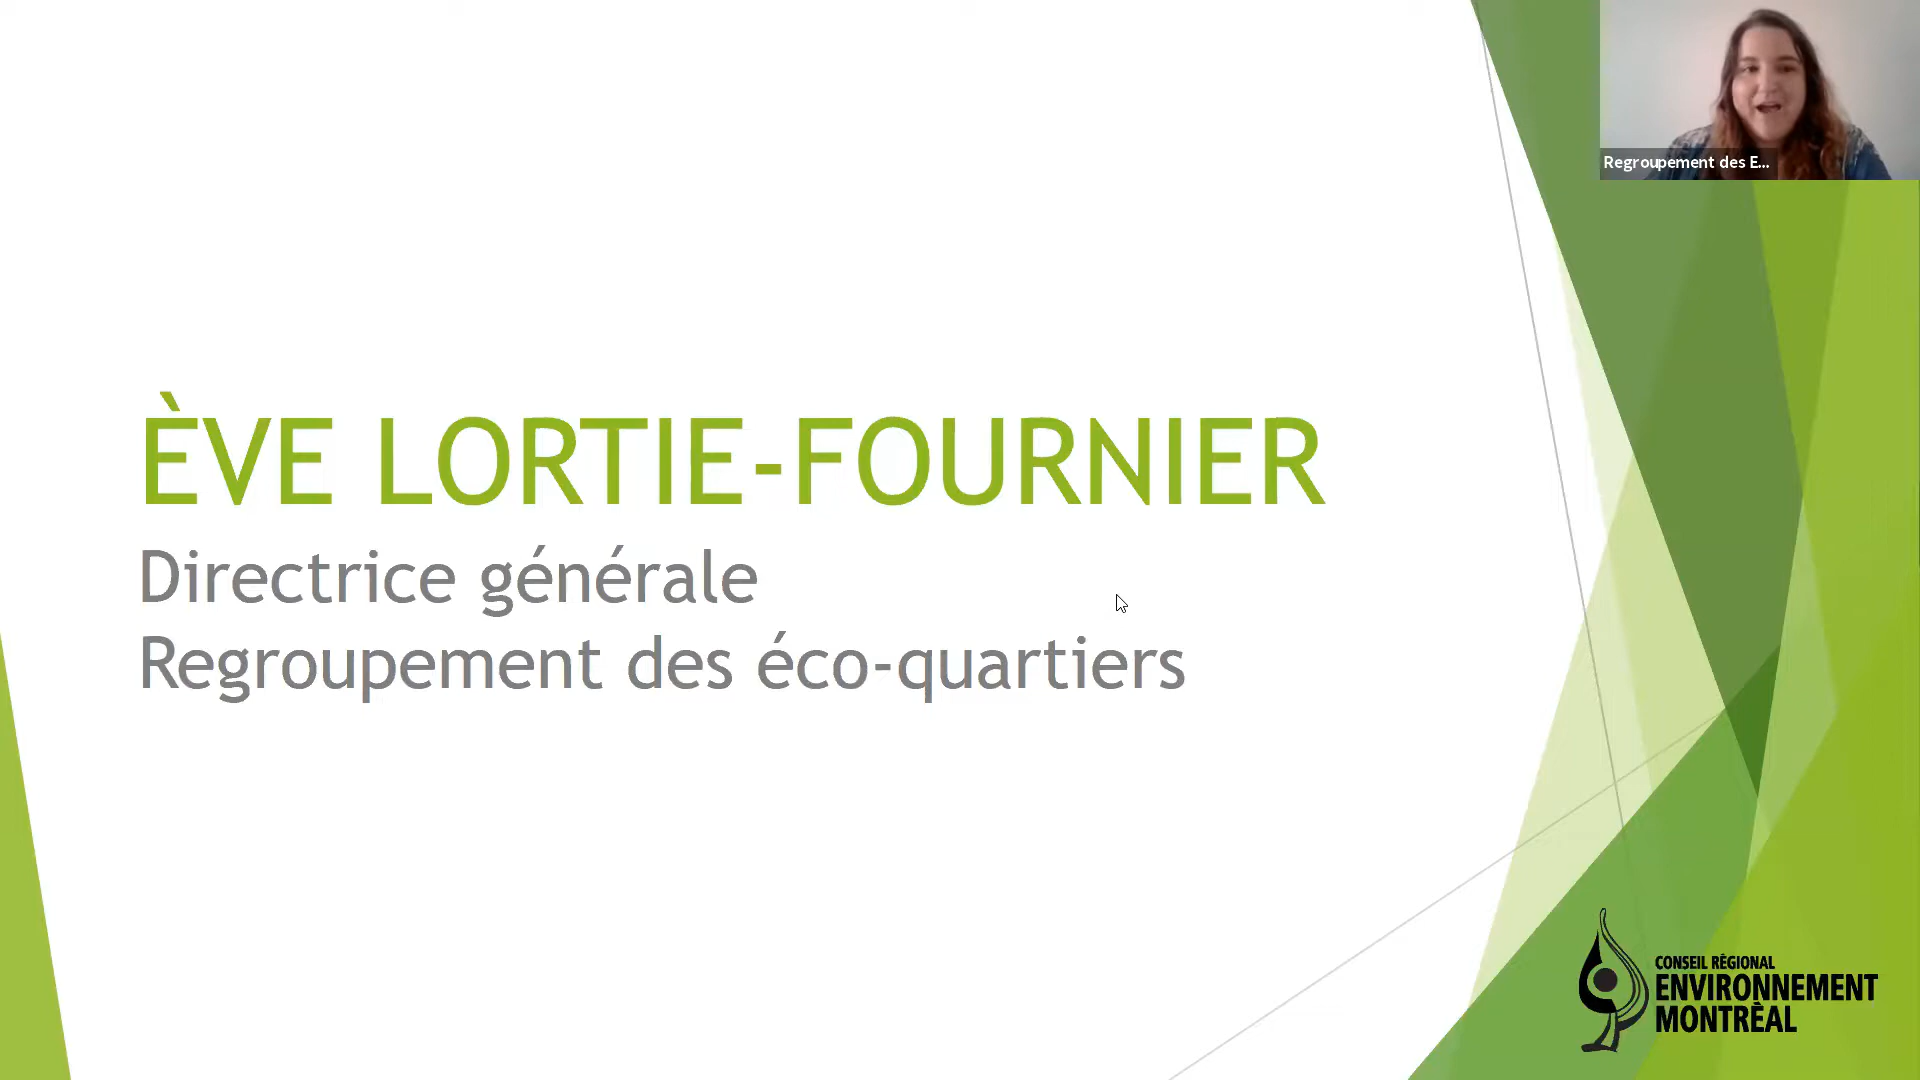 Regroupement des E...
ÈVE LORTIE-FOURNIER
Directrice générale
Regroupement des éco-quartiers
CONSEIL RÉGIONAL
ENVIRONNEMENT
MONTRÉAL